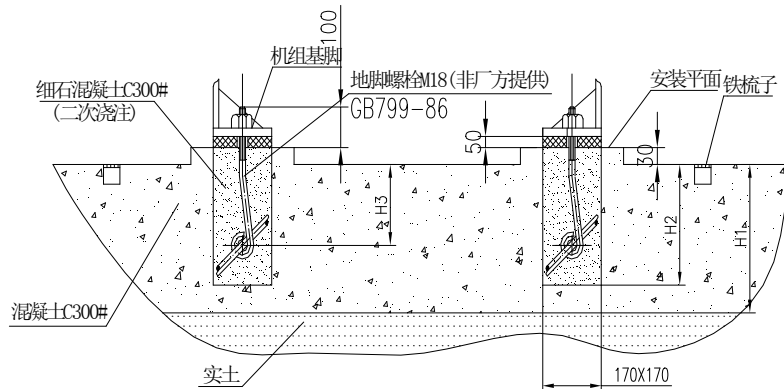 100
机组基脚
细石混凝土C300#
(二次浇注)
地脚螺栓M18(非厂方提供)
GB799-86
安装平面
铁梳子
50
30
H3
H2
H1
混凝土C300#
实土
170X170